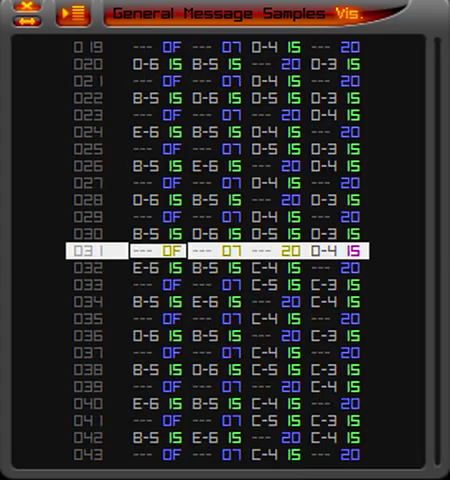 General Message Samples Vis.
019 --- 0F --- 07 D-4 15 --- 20
020 D-6 15 B-5 15 --- 20 D-3 15
021 --- 0F --- 07 D-4 15 --- 20
022 B-5 15 D-6 15 D-5 15 D-3 15
023 --- 0F --- 07 --- 20 D-4 15
024 E-6 15 B-5 15 D-4 15 --- 20
025 --- 0F --- 07 D-5 15 D-3 15
026 B-5 15 E-6 15 --- 20 D-4 15
027 --- 0F --- 07 D-4 15 --- 20
028 D-6 15 B-5 15 --- 20 D-3 15
029 --- 0F --- 07 D-4 15 --- 20
030 B-5 15 D-6 15 D-5 15 D-3 15
031 --- 0F --- 07 --- 20 D-4 15
032 E-6 15 B-5 15 C-4 15 --- 20
033 --- 0F --- 07 C-5 15 C-3 15
034 B-5 15 E-6 15 --- 20 C-4 15
035 --- 0F --- 07 C-4 15 --- 20
036 D-6 15 B-5 15 --- 20 C-3 15
037 --- 0F --- 07 C-4 15 --- 20
038 B-5 15 D-6 15 C-5 15 C-3 15
039 --- 0F --- 07 --- 20 C-4 15
040 E-6 15 B-5 15 C-4 15 --- 20
041 --- 0F --- 07 C-5 15 C-3 15
042 B-5 15 E-6 15 --- 20 C-4 15
043 --- 0F --- 07 C-4 15 --- 20